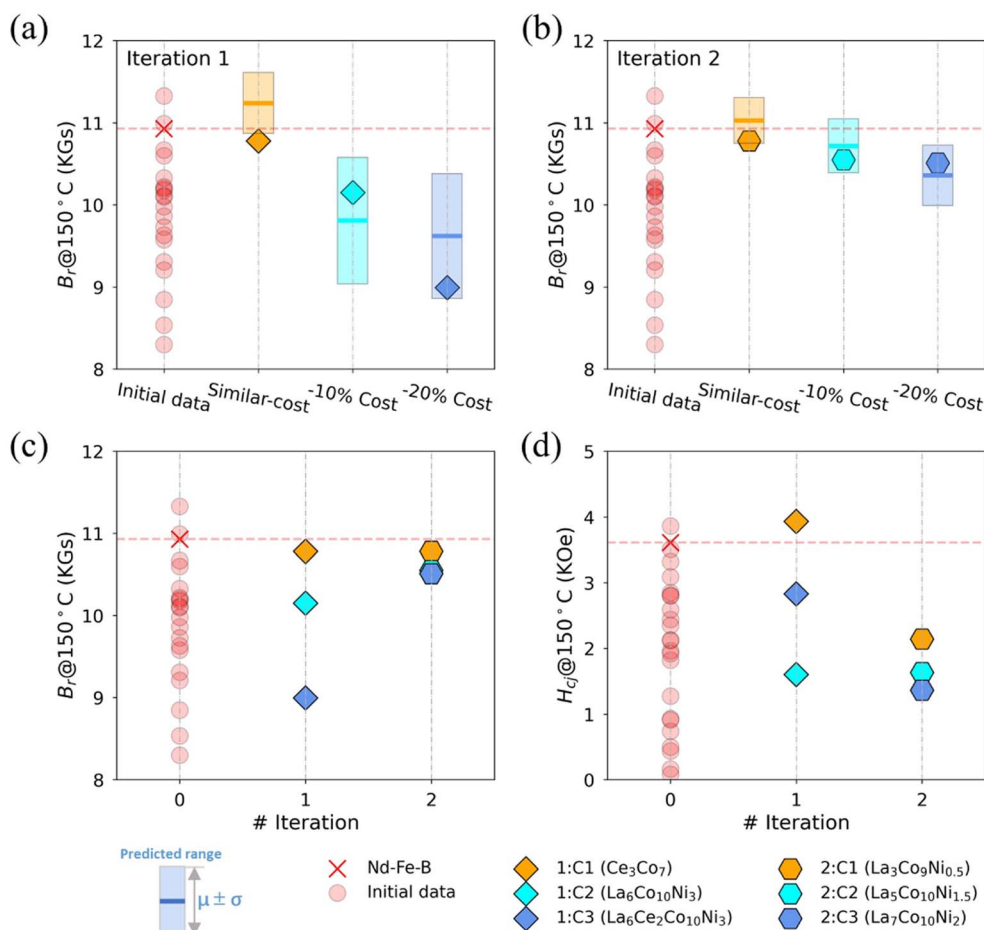 (a)
12
11
10
9
8
Iteration 1
B_r@150°C (KGs)
Initial data
Similar-cost
-10% Cost
-20% Cost
(b)
12
11
10
9
8
Iteration 2
B_r@150°C (KGs)
Initial data
Similar-cost
-10% Cost
-20% Cost
(c)
12
11
10
9
8
B_r@150°C (KGs)
0
1
2
# Iteration
(d)
5
4
3
2
1
0
H_cj@150°C (KOe)
0
1
2
# Iteration
Predicted range
μ ± σ
Nd-Fe-B
Initial data
1:C1 (Ce₃Co₇)
1:C2 (La₆Co₁₀Ni₃)
1:C3 (La₆Ce₂Co₁₀Ni₃)
2:C1 (La₃Co₉Ni₀.₅)
2:C2 (La₅Co₁₀Ni₁.₅)
2:C3 (La₇Co₁₀Ni₂)